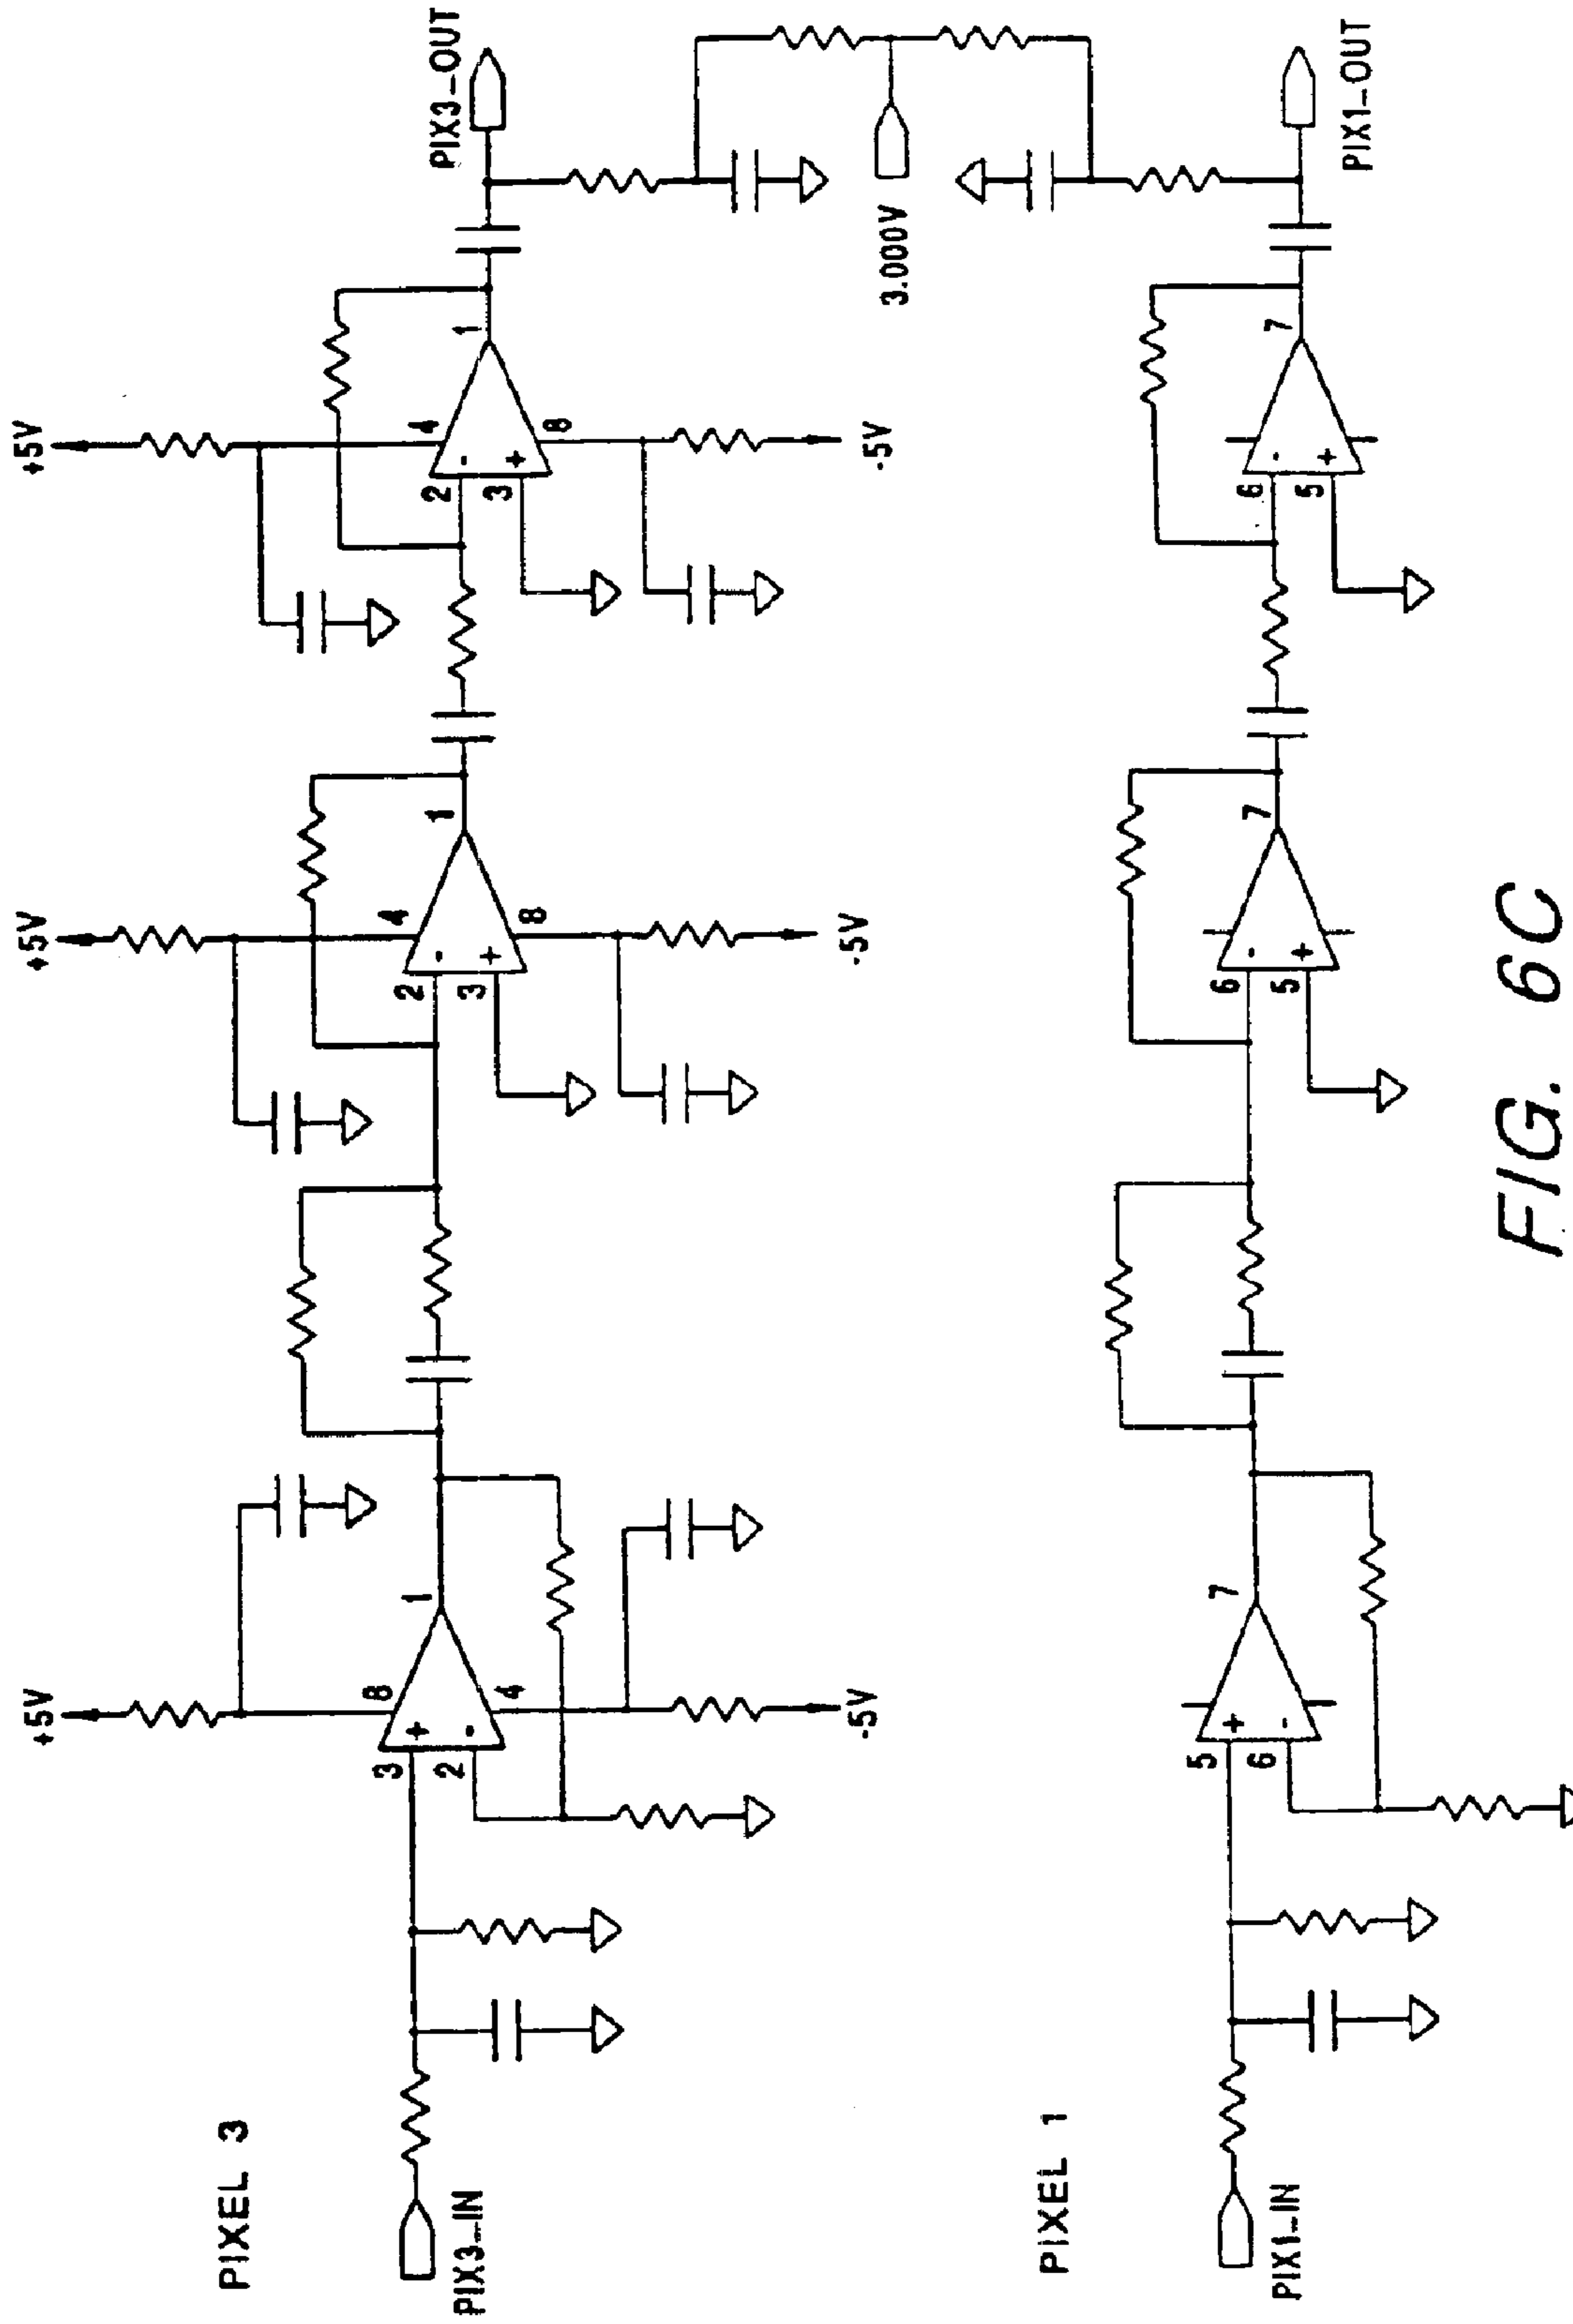 PIXEL 3
+5V
+5V
+5V
PIX3-IN
3
2
8
4
1
-5V
2
3
4
8
1
-5V
2
3
4
8
1
-5V
+
-
-
+
-
+
PIX3-OUT
3.000V
PIXEL 1
PIX1-IN
5
6
7
6
5
7
6
5
7
+
-
-
+
-
+
PIX1-OUT
FIG. 6C